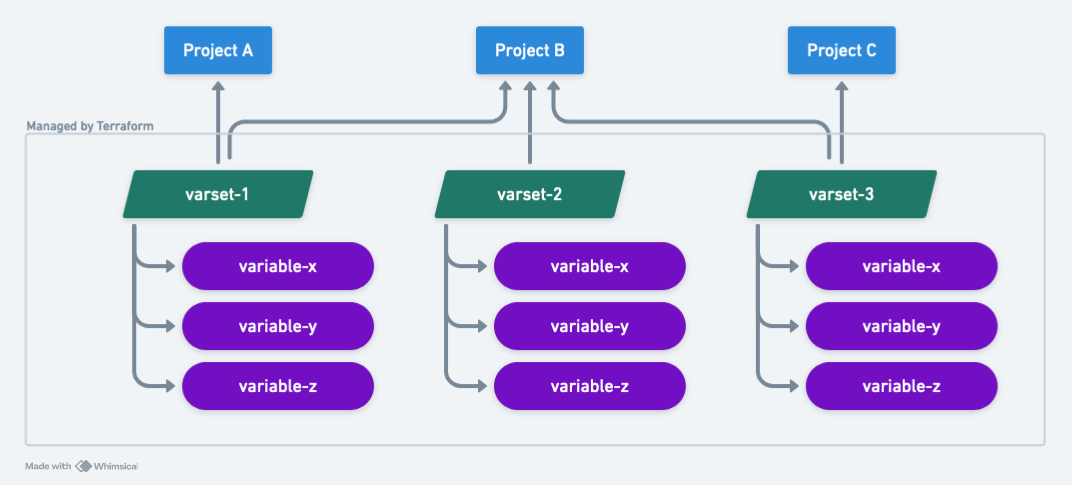 Project A
Project B
Project C
Managed by Terraform
varset-1
varset-2
varset-3
variable-x
variable-x
variable-x
variable-y
variable-y
variable-y
variable-z
variable-z
variable-z
Made with Whimsical